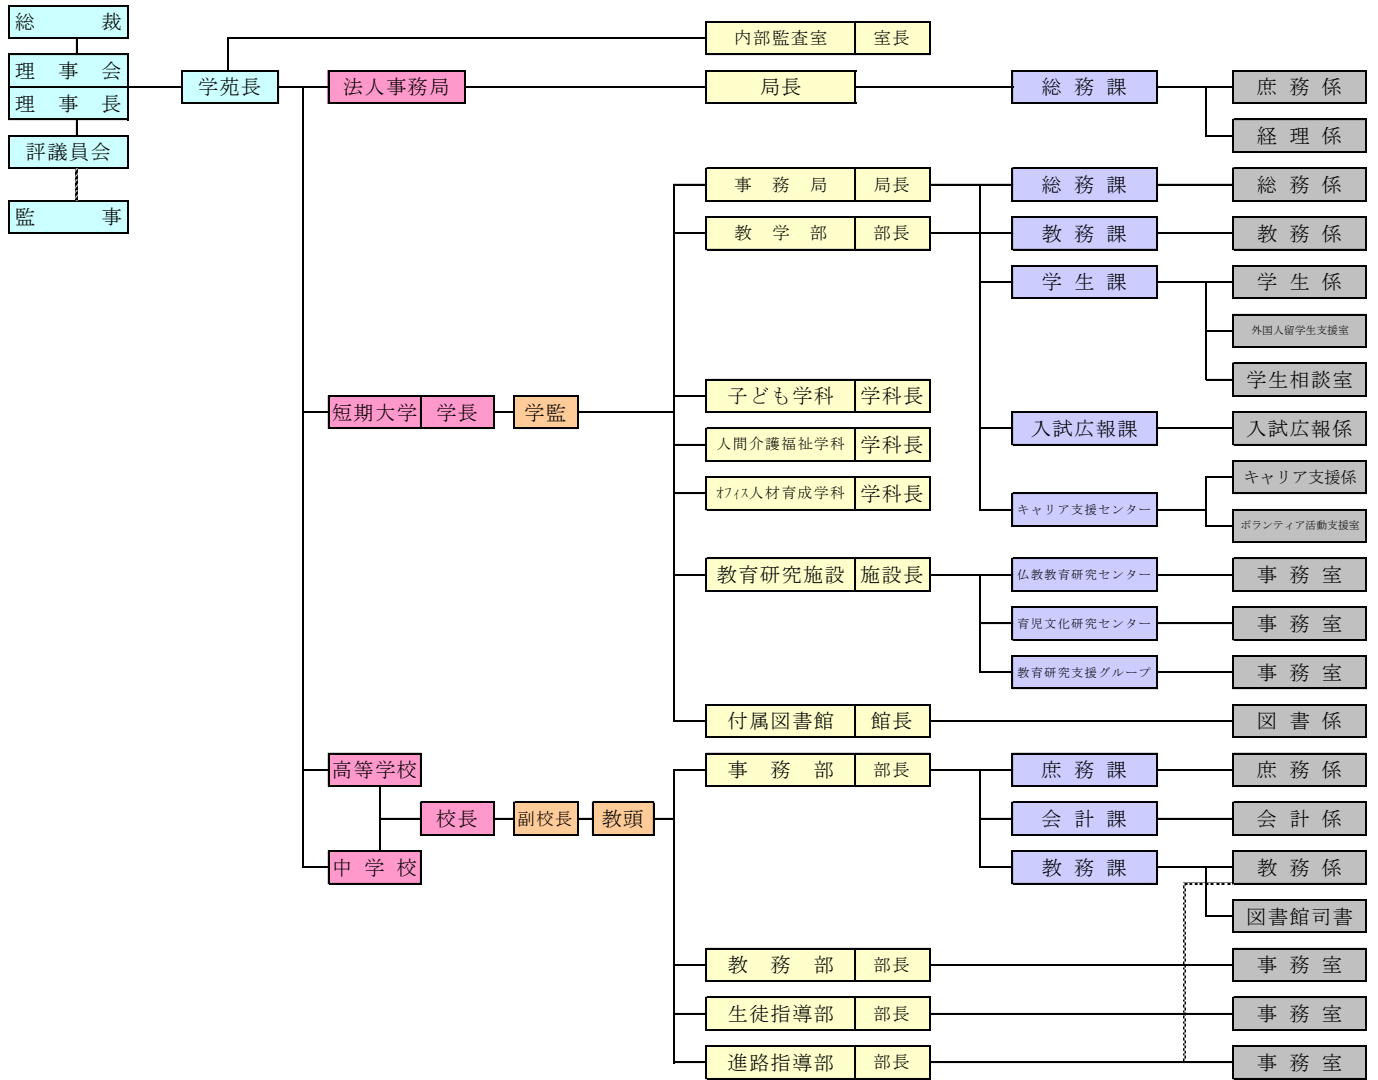 総裁
内部監査室 室長
理事会
学苑長 法人事務局 局長 総務課 庶務係
理事長
経理係
評議員会
事務局 局長 総務課 総務係
監事
教学部 部長 教務課 教務係
学生課 学生係
外国人留学生支援室
学生相談室
子ども学科 学科長
短期大学 学長 学監
入試広報課 入試広報係
人間介護福祉学科 学科長
キャリア支援係
ｵﾌｨｽ人材育成学科 学科長
キャリア支援センター
ボランティア活動支援室
教育研究施設 施設長 仏教教育研究センター 事務室
育児文化研究センター 事務室
教育研究支援グループ 事務室
付属図書館 館長 図書係
高等学校 事務部 部長 庶務課 庶務係
校長 副校長 教頭 会計課 会計係
中学校 教務課 教務係
図書館司書
教務部 部長 事務室
生徒指導部 部長 事務室
進路指導部 部長 事務室